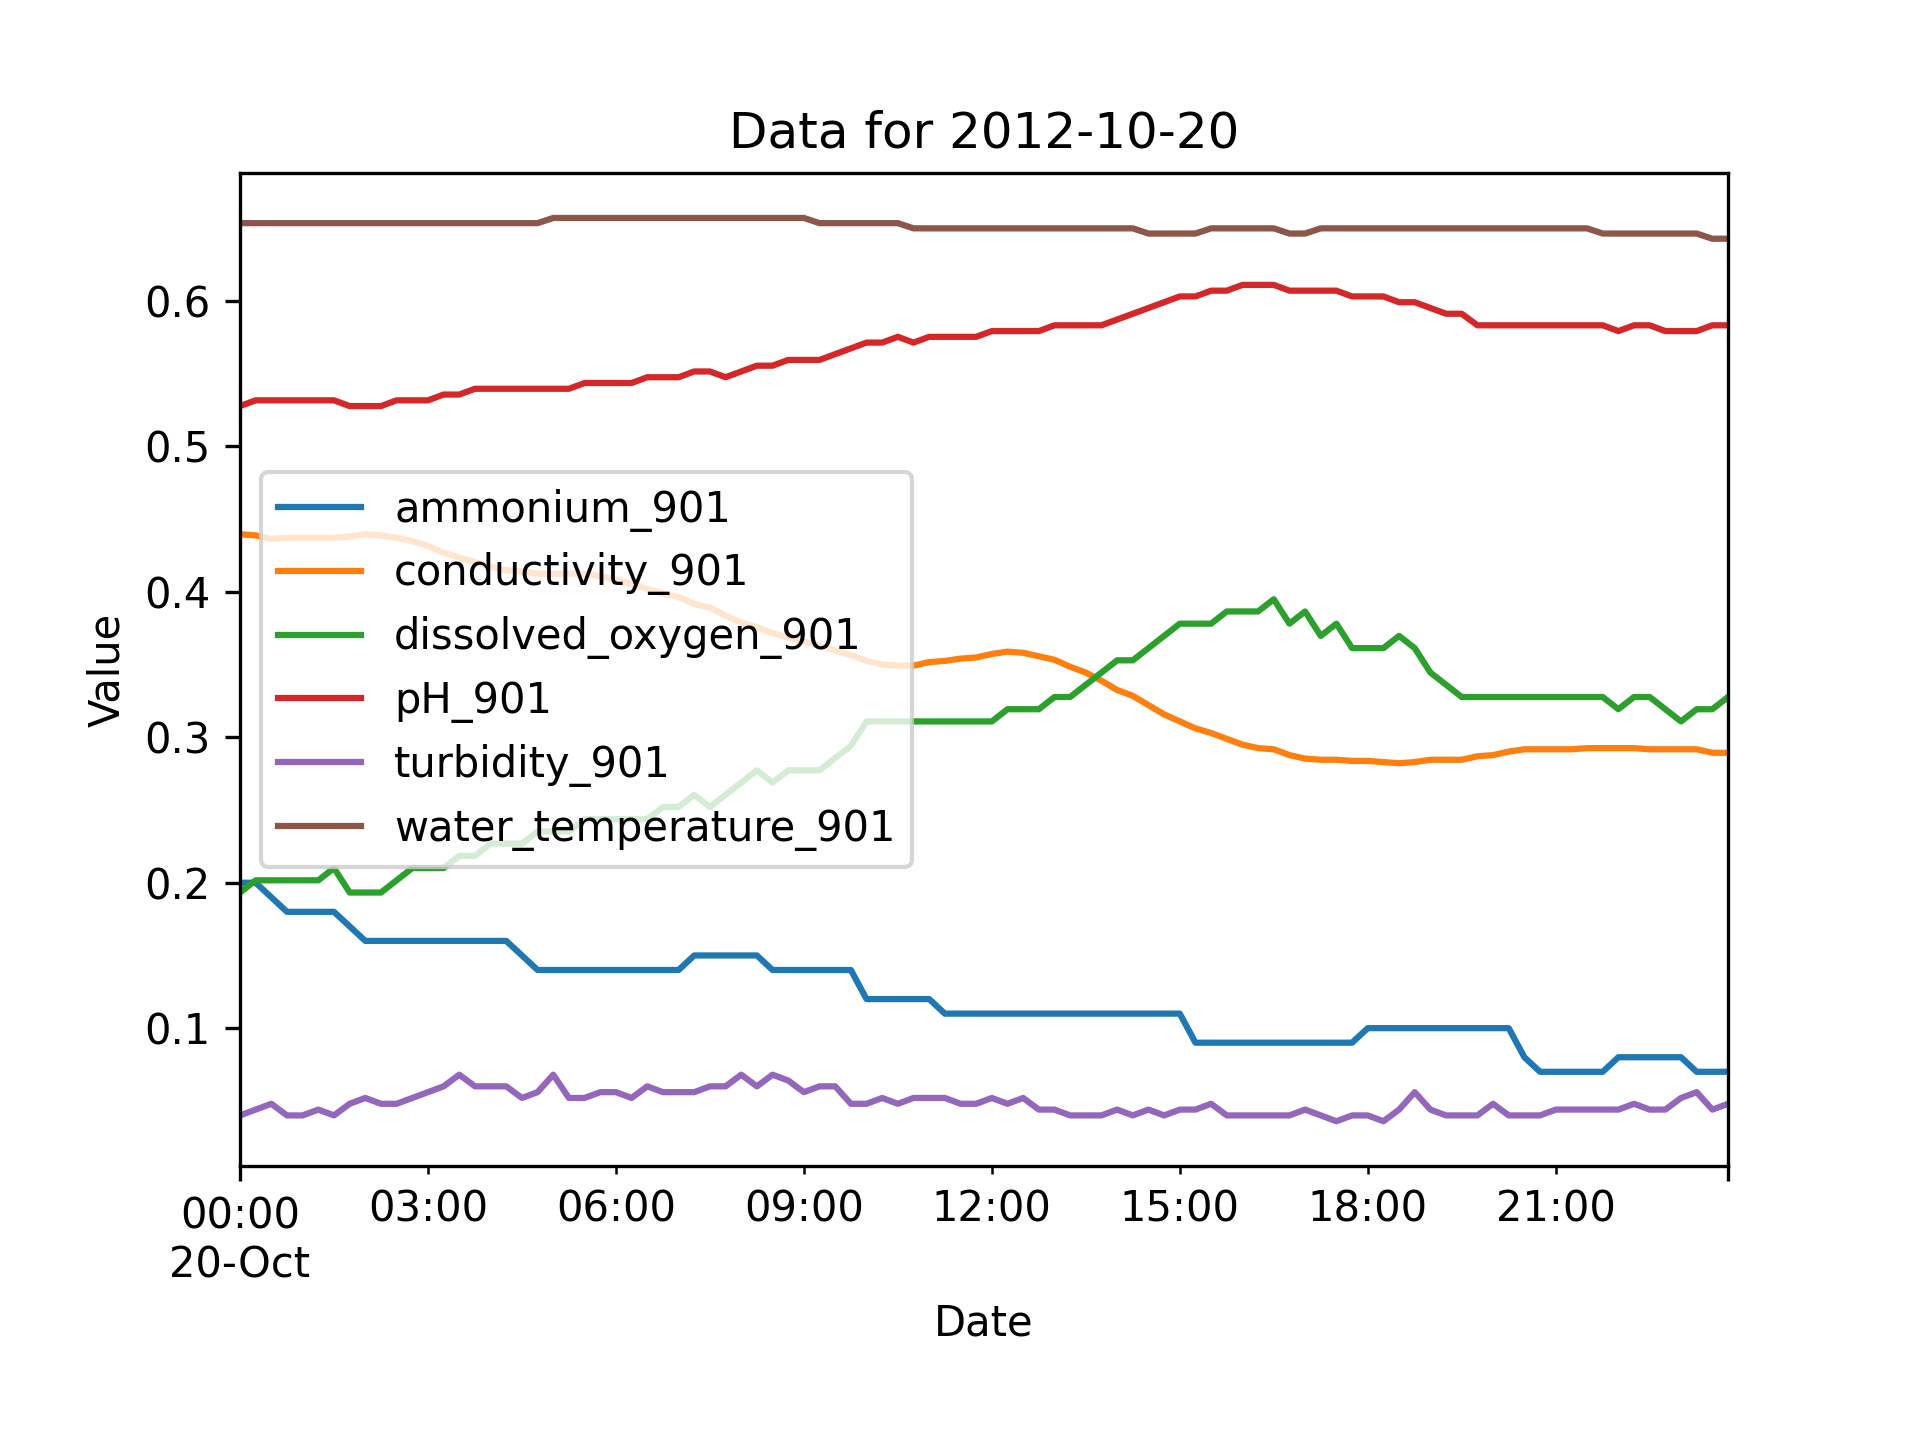 Data for 2012-10-20
Value
0.6
0.5
0.4
0.3
0.2
0.1
ammonium_901
conductivity_901
dissolved_oxygen_901
pH_901
turbidity_901
water_temperature_901
00:00 03:00 06:00 09:00 12:00 15:00 18:00 21:00
20-Oct
Date